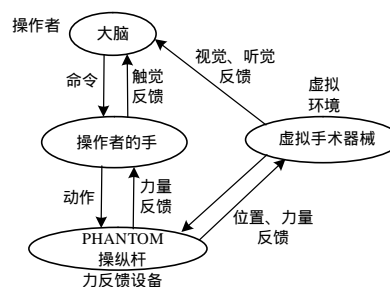 操作者
大脑
视觉、听觉
反馈
命令
触觉
反馈
虚拟
环境
操作者的手
虚拟手术器械
动作
力量
反馈
位置、力量
反馈
PHANTOM
操纵杆
力反馈设备